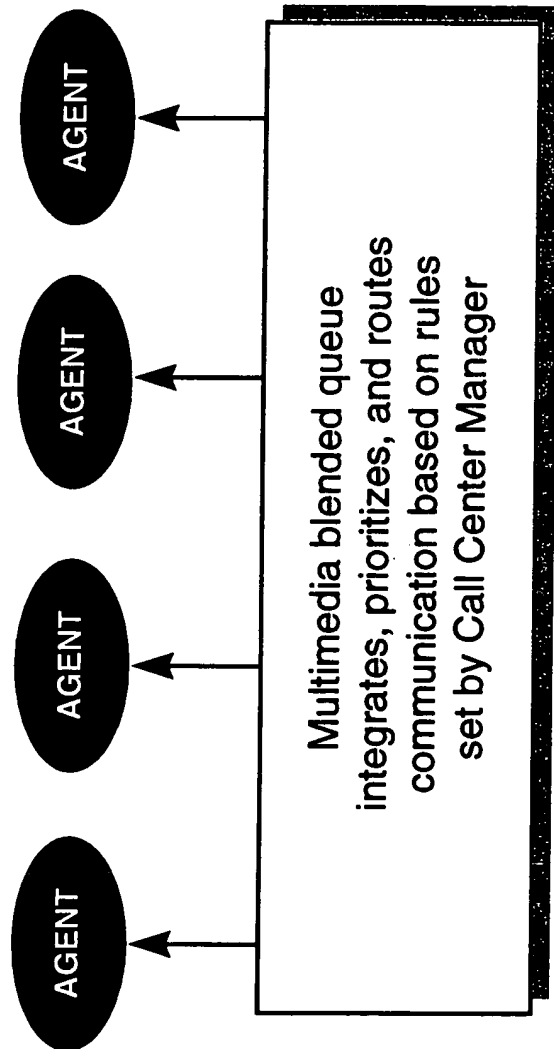 AGENT
AGENT
AGENT
AGENT
Multimedia blended queue
integrates, prioritizes, and routes
communication based on rules
set by Call Center Manager